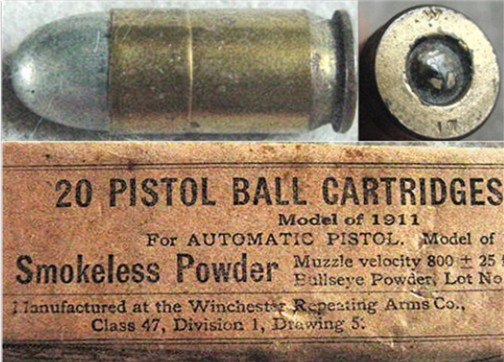 W
17
20 PISTOL BALL CARTRIDGES
Model of 1911
For AUTOMATIC PISTOL. Model of
Smokeless Powder Muzzle velocity 800 ± 25 f
Bullseye Powder, Lot No
Manufactured at the Winchester Repeating Arms Co.,
Class 47, Division 1, Drawing 5